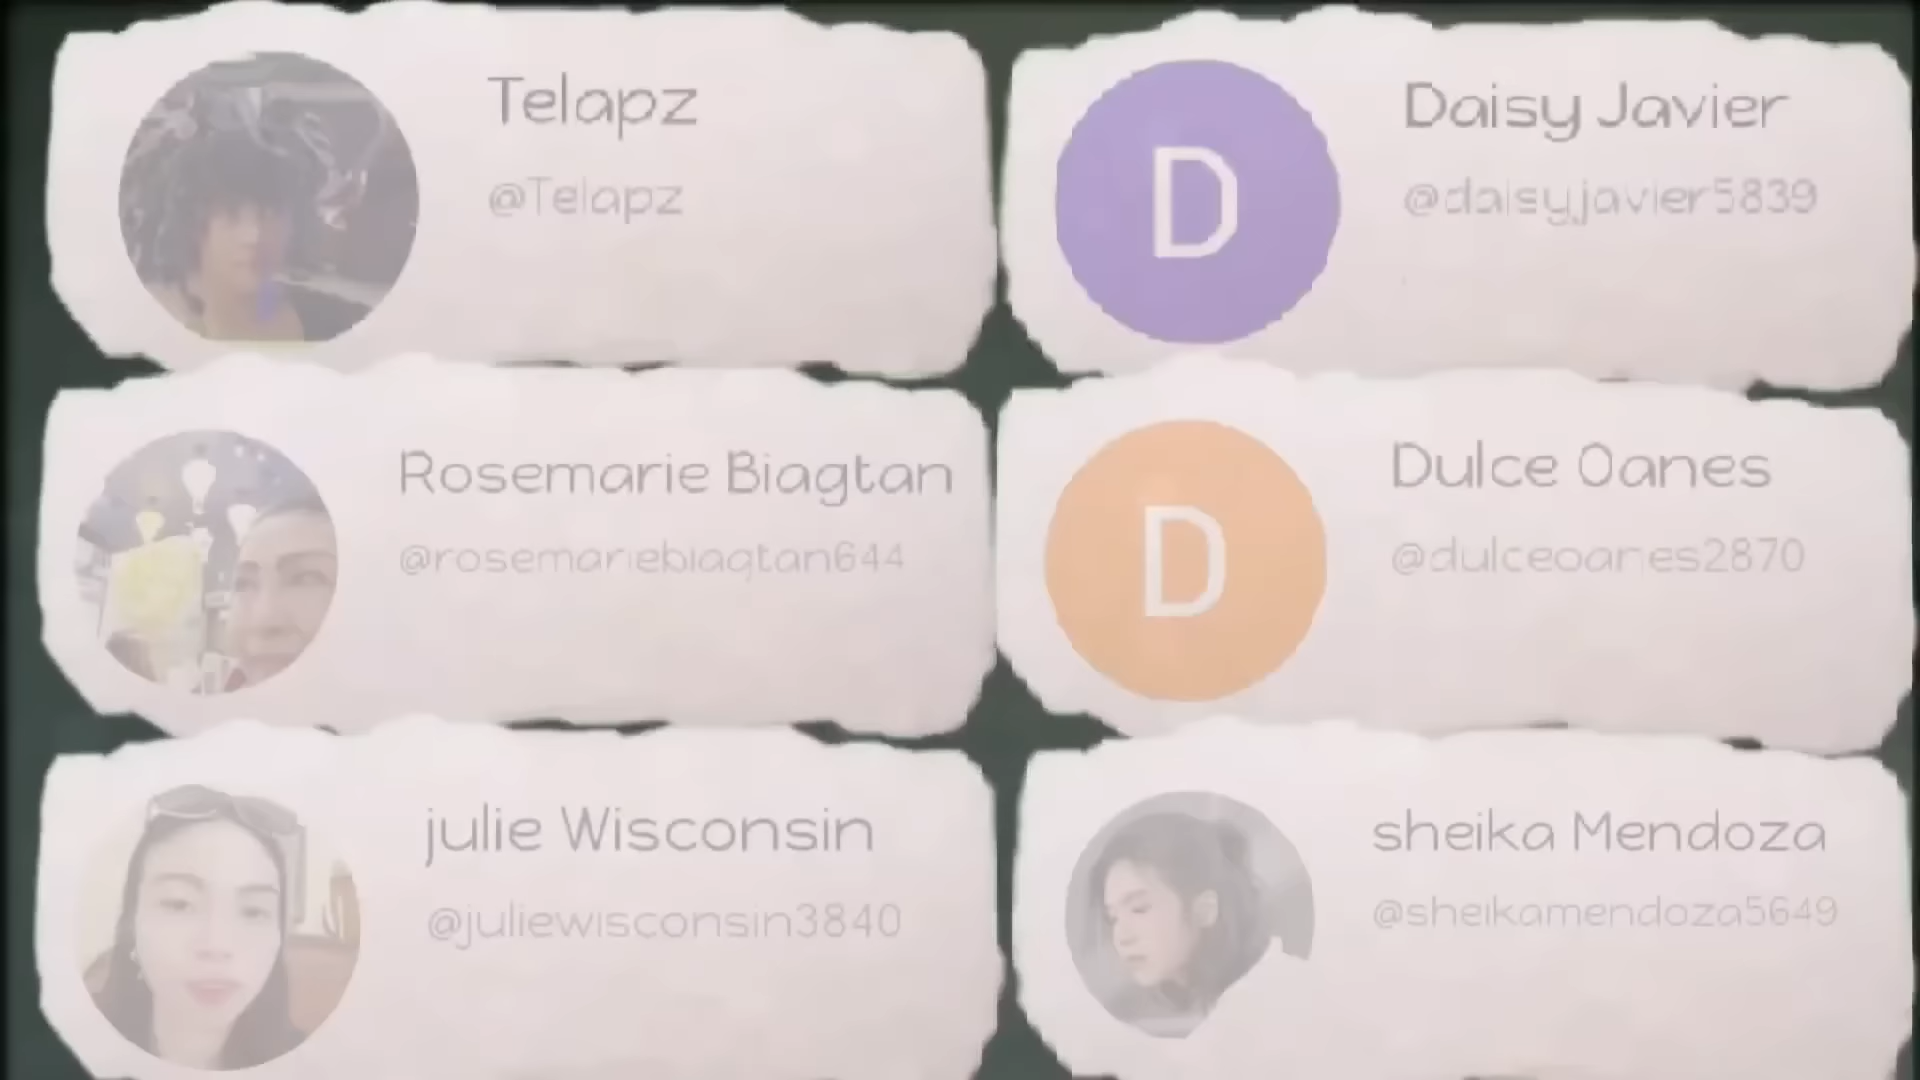 Telapz
@Telapz
D
Daisy Javier
@daisyjavier5839
Rosemarie Biagtan
@rosemariebiagtan644
D
Dulce Oanes
@dulceoanes2870
julie Wisconsin
@juliewisconsin3840
sheika Mendoza
@sheikamendoza5649